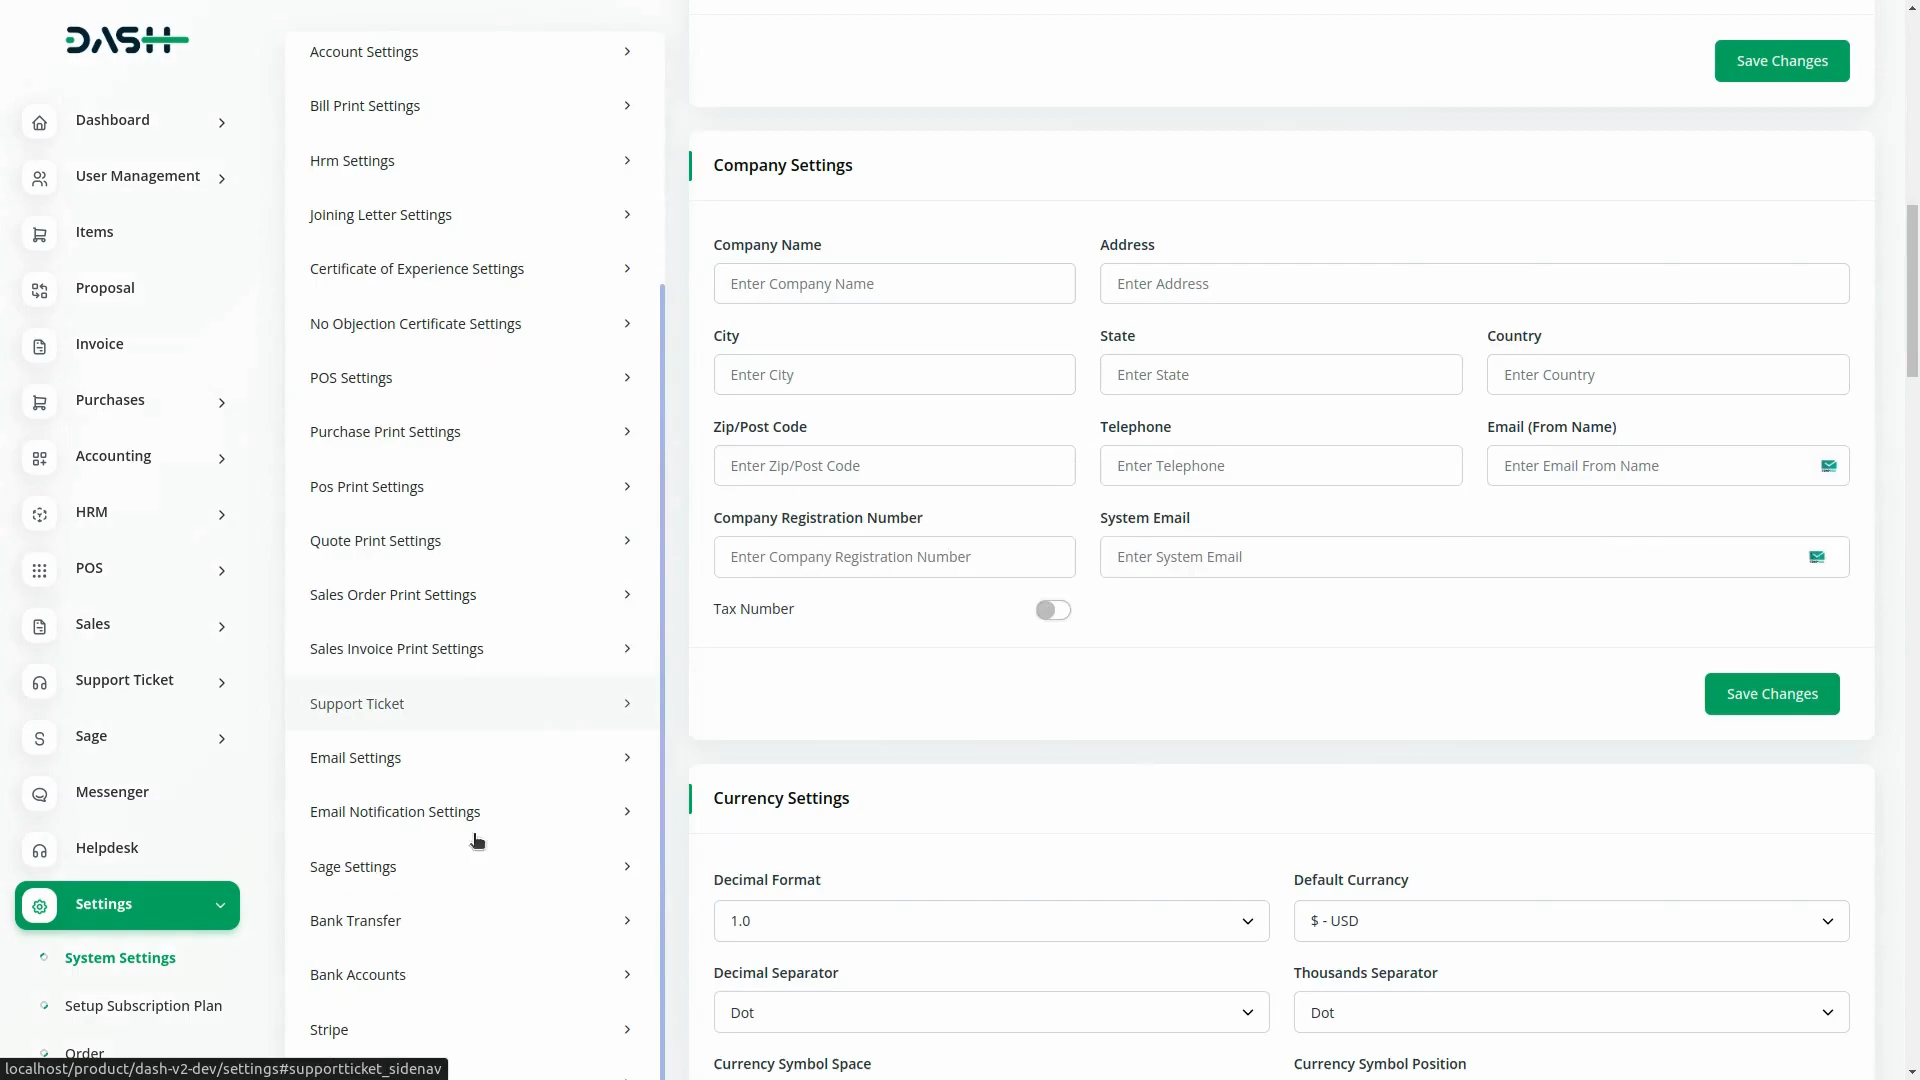 DASH
Dashboard
User Management
Items
Proposal
Invoice
Purchases
Accounting
HRM
POS
Sales
Support Ticket
S
Sage
Messenger
Helpdesk
Settings
System Settings
Setup Subscription Plan
Order
Account Settings
Bill Print Settings
Hrm Settings
Joining Letter Settings
Certificate of Experience Settings
No Objection Certificate Settings
POS Settings
Purchase Print Settings
Pos Print Settings
Quote Print Settings
Sales Order Print Settings
Sales Invoice Print Settings
Support Ticket
Email Settings
Email Notification Settings
Sage Settings
Bank Transfer
Bank Accounts
Stripe
Save Changes
Company Settings
Company Name
Address
Enter Company Name
Enter Address
City
State
Country
Enter City
Enter State
Enter Country
Zip/Post Code
Telephone
Email (From Name)
Enter Zip/Post Code
Enter Telephone
Enter Email From Name
Company Registration Number
System Email
Enter Company Registration Number
Enter System Email
Tax Number
Save Changes
Currency Settings
Decimal Format
Default Currency
1.0
$ - USD
Decimal Separator
Thousands Separator
Dot
Dot
Currency Symbol Space
Currency Symbol Position
localhost/product/dash-v2-dev/settings#supportticket_sidenav